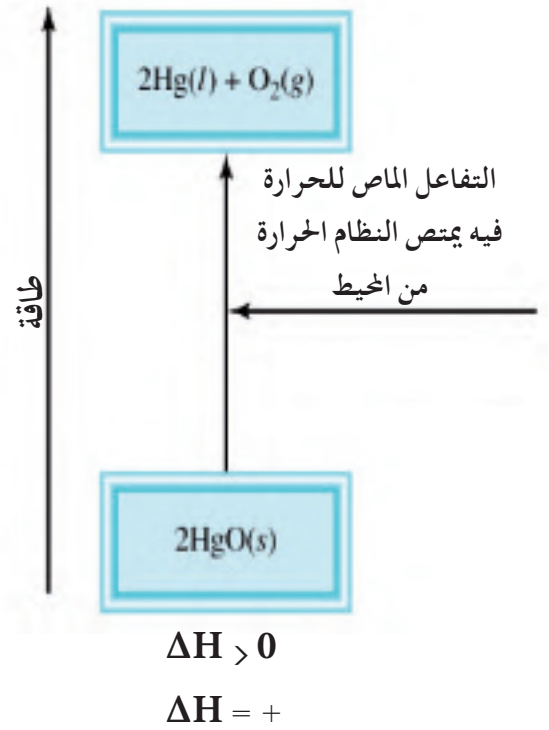 2Hg(l) + O₂(g)
التفاعل الماص للحرارة
فيه يمتص النظام الحرارة
من المحيط
طاقة
2HgO(s)
ΔH > 0
ΔH = +